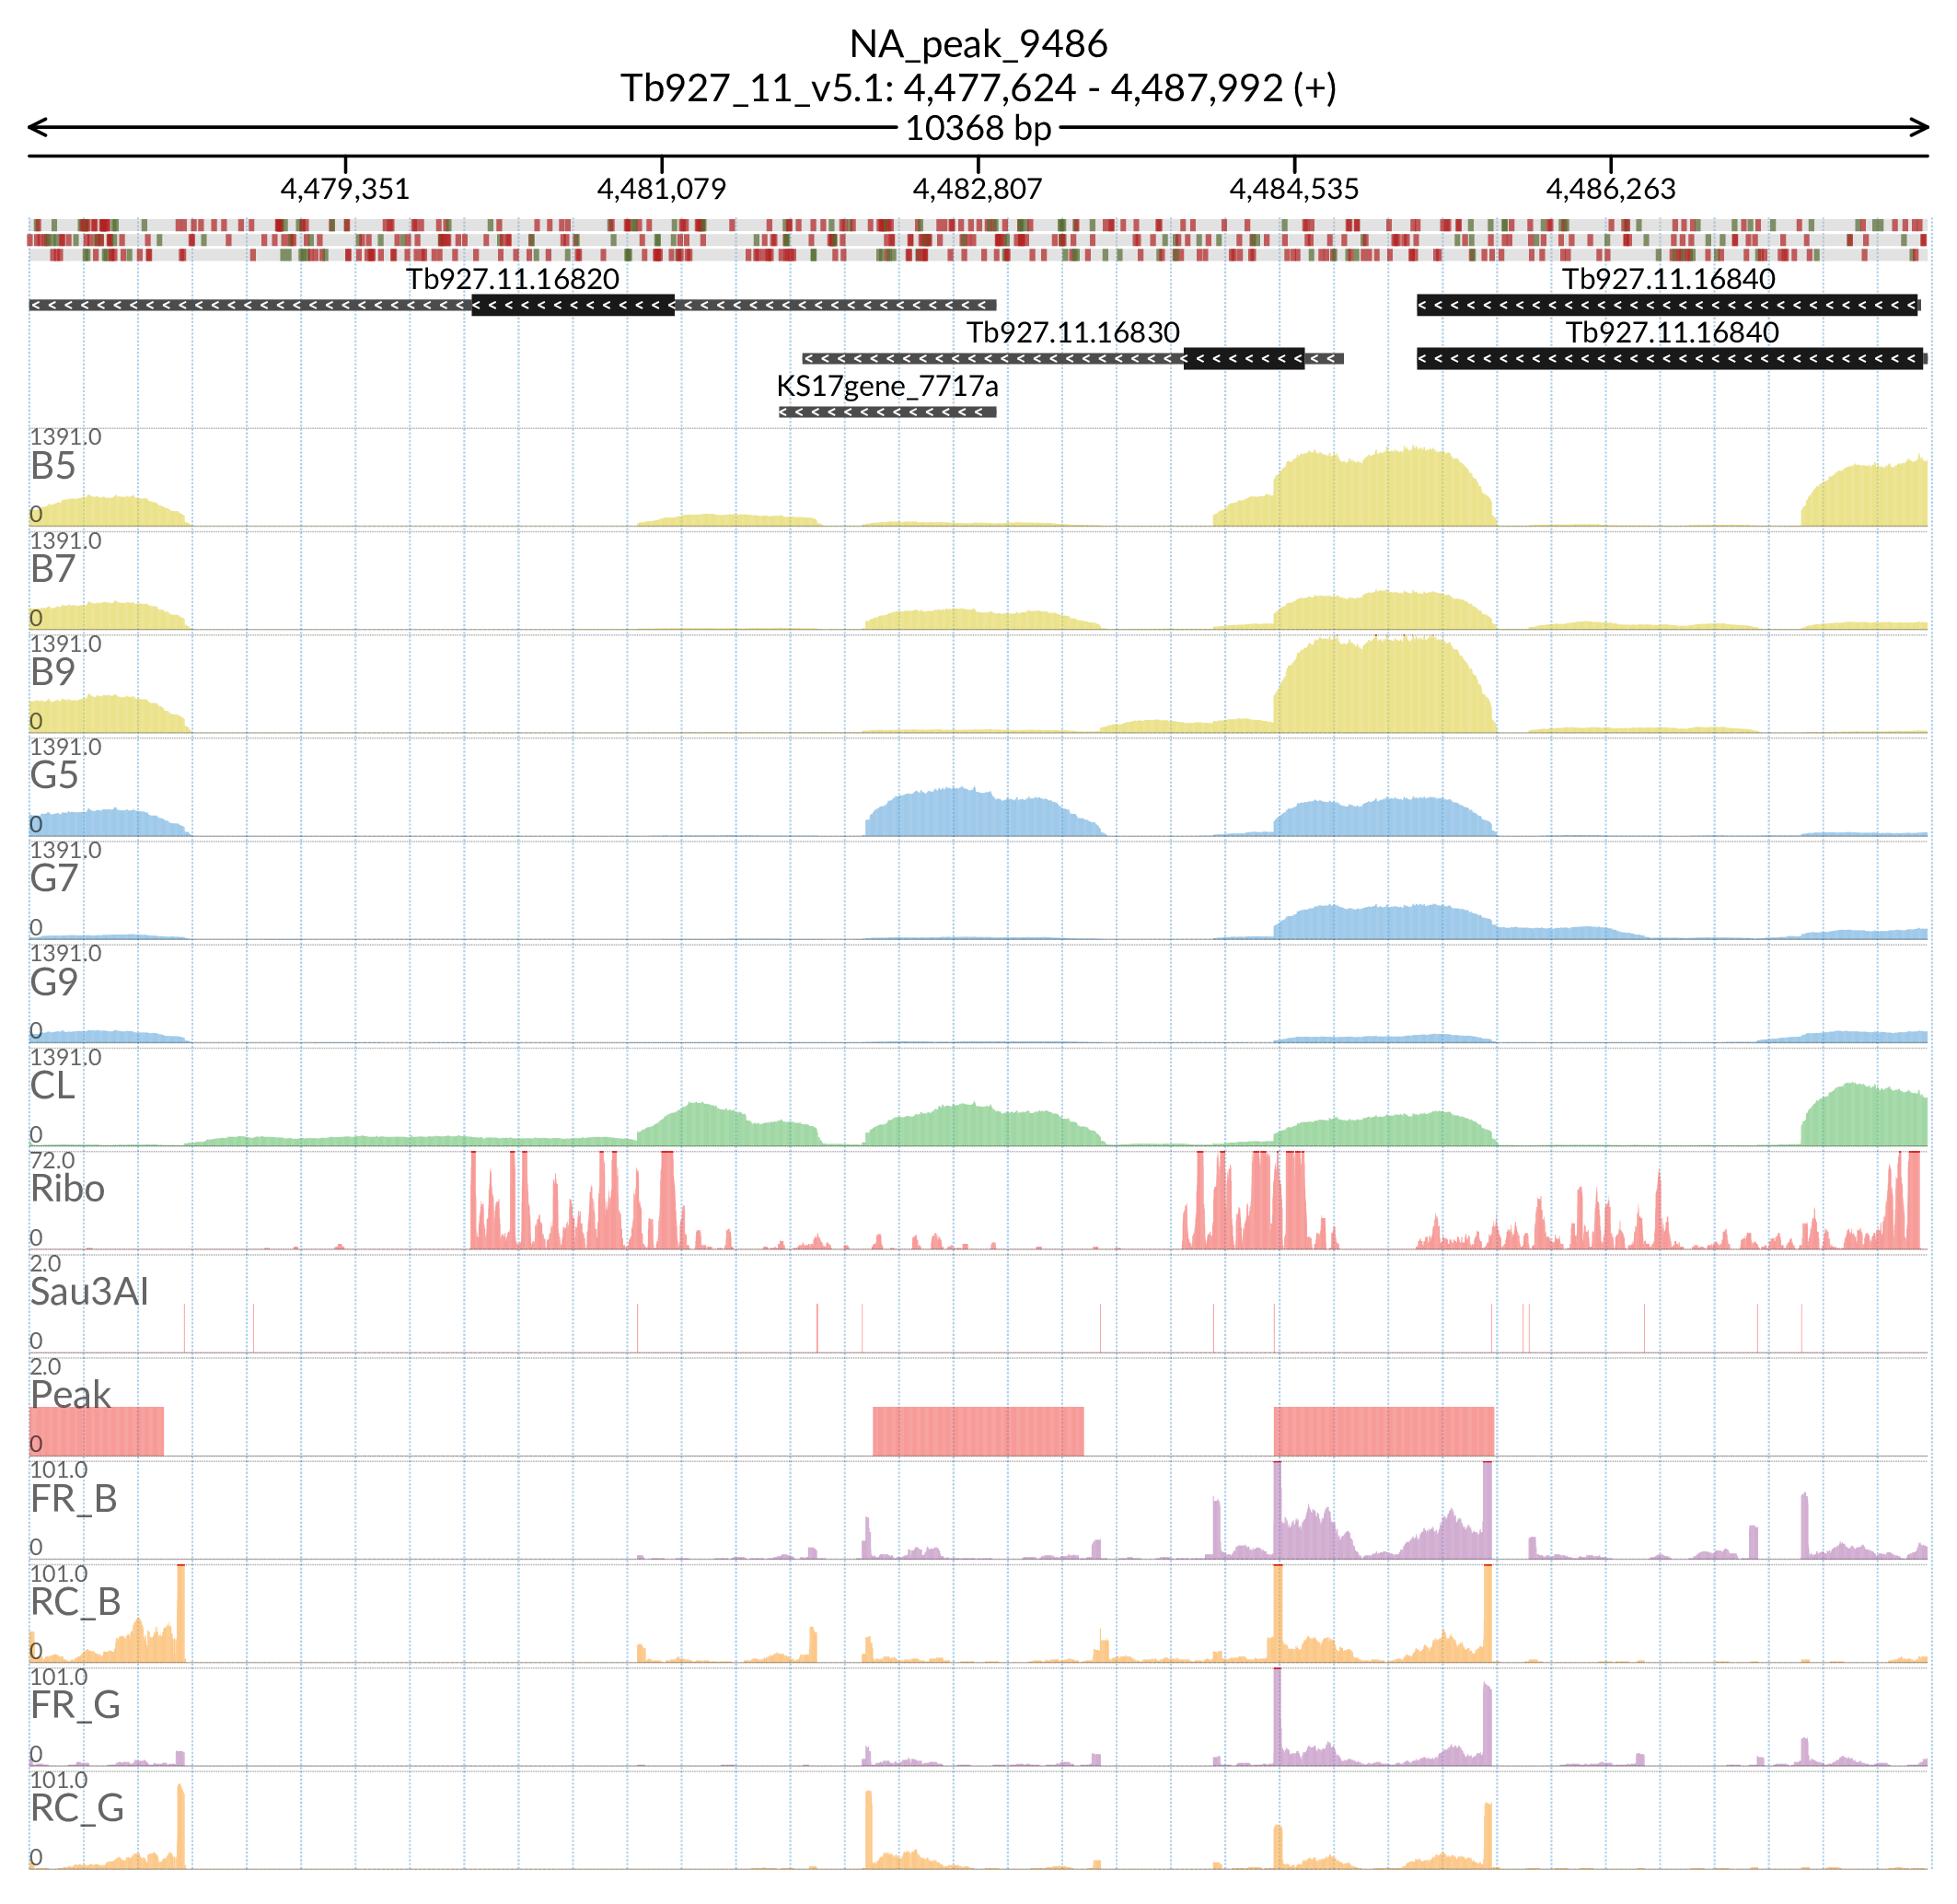 NA_peak_9486
Tb927_11_v5.1: 4,477,624 - 4,487,992 (+)
10368 bp
4,479,351 4,481,079 4,482,807 4,484,535 4,486,263
Tb927.11.16820 Tb927.11.16840
Tb927.11.16830 Tb927.11.16840
KS17gene_7717a
1391.0
B5
0
1391.0
B7
0
1391.0
B9
0
1391.0
G5
0
1391.0
G7
0
1391.0
G9
0
1391.0
CL
0
72.0
Ribo
0
2.0
Sau3AI
0
2.0
Peak
0
101.0
FR_B
0
101.0
RC_B
0
101.0
FR_G
0
101.0
RC_G
0